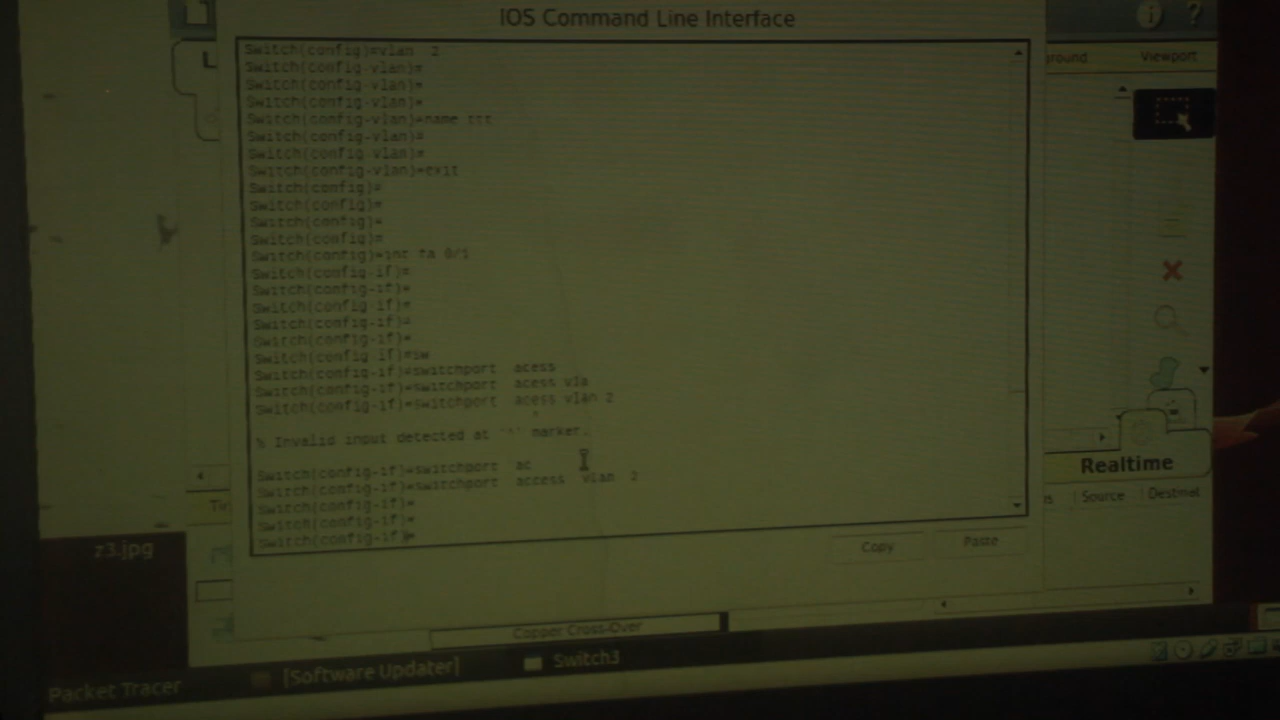 IOS Command Line Interface
Switch(config)#vlan 2
Switch(config-vlan)#
Switch(config-vlan)#
Switch(config-vlan)#
Switch(config-vlan)#name ttt
Switch(config-vlan)#
Switch(config-vlan)#
Switch(config-vlan)#exit
Switch(config)#
Switch(config)#
Switch(config)#
Switch(config)#
Switch(config)#int fa 0/1
Switch(config-if)#
Switch(config-if)#
Switch(config-if)#
Switch(config-if)#
Switch(config-if)#
Switch(config-if)#sw
Switch(config-if)#switchport acess
Switch(config-if)#switchport acess vla
Switch(config-if)#switchport acess vlan 2
^
% Invalid input detected at '^' marker.
Switch(config-if)#switchport ac
Switch(config-if)#switchport access vlan 2
Switch(config-if)#
Switch(config-if)#
Switch(config-if)#
Copy
Paste
? 
Viewport
Realtime
Source
Destinat
z3.jpg
Copper Cross-Over
Packet Tracer
[Software Updater]
Switch3